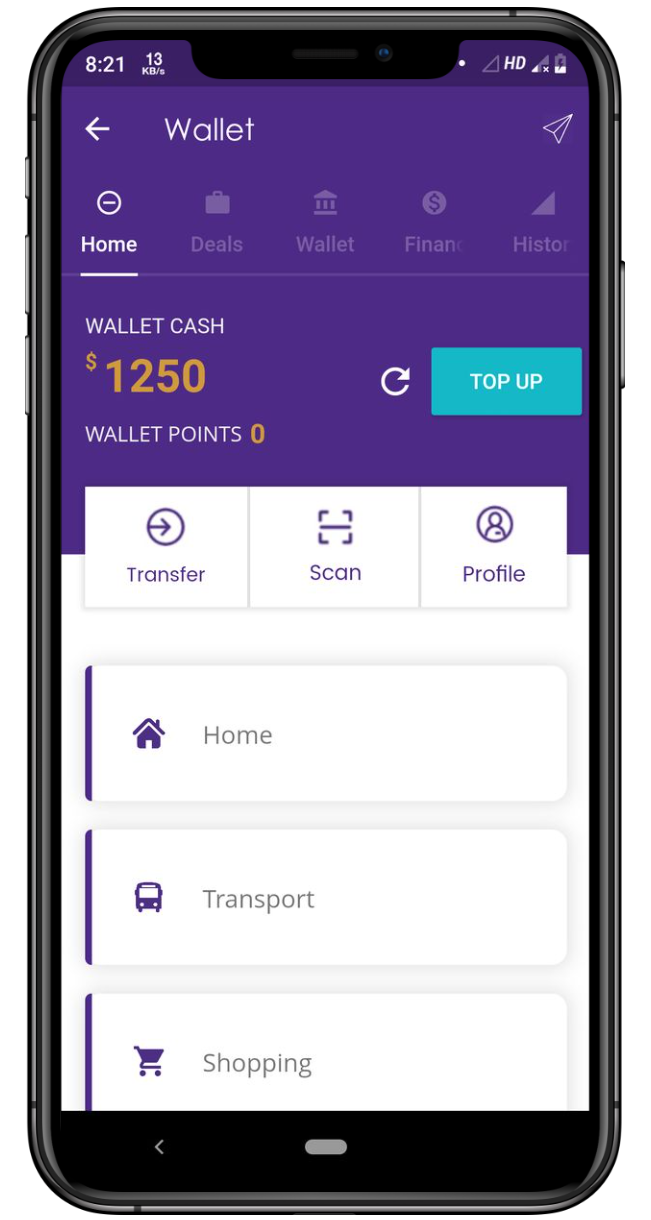 8:21 13 KB/s HD
Wallet
Home Deals Wallet Financ Histor
WALLET CASH
$ 1250
TOP UP
WALLET POINTS 0
Transfer Scan Profile
Home
Transport
Shopping